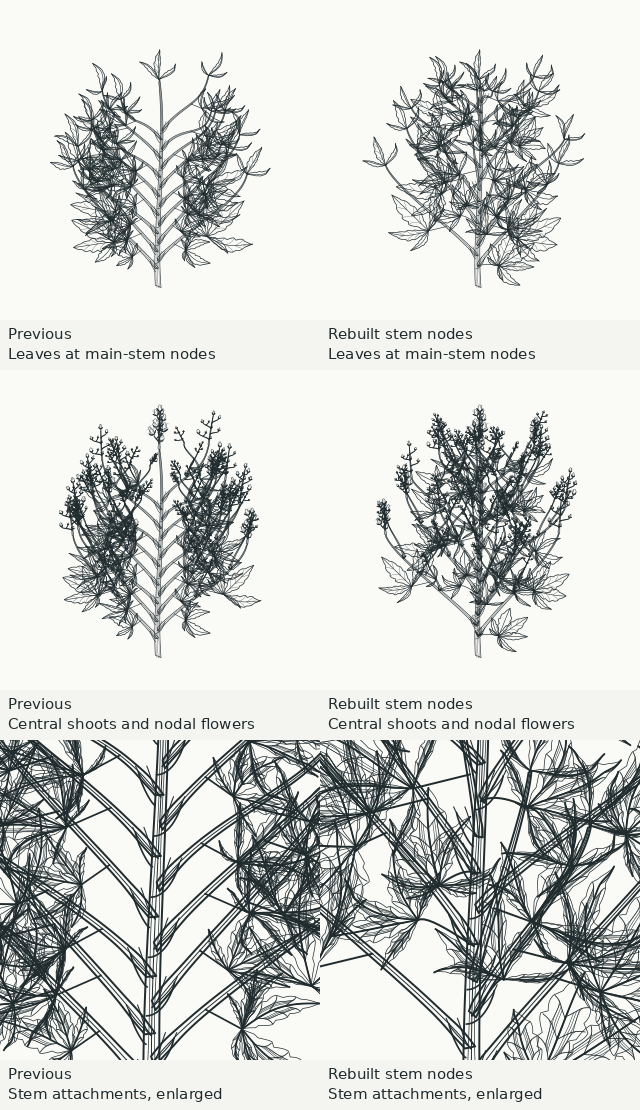 Previous
Leaves at main-stem nodes
Rebuilt stem nodes
Leaves at main-stem nodes
Previous
Central shoots and nodal flowers
Rebuilt stem nodes
Central shoots and nodal flowers
Previous
Stem attachments, enlarged
Rebuilt stem nodes
Stem attachments, enlarged